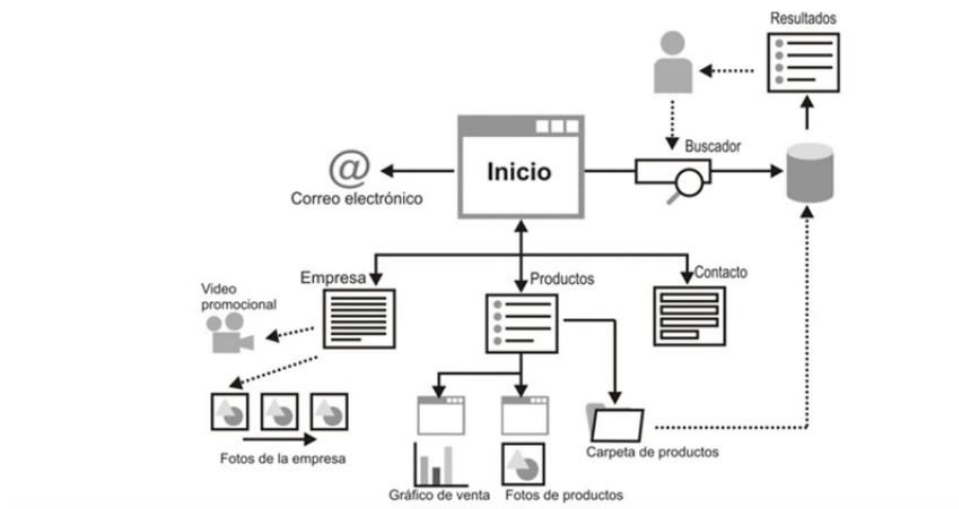 Resultados
Buscador
Inicio
@
Correo electrónico
Empresa
Productos
Contacto
Video
promocional
Fotos de la empresa
Carpeta de productos
Gráfico de venta
Fotos de productos